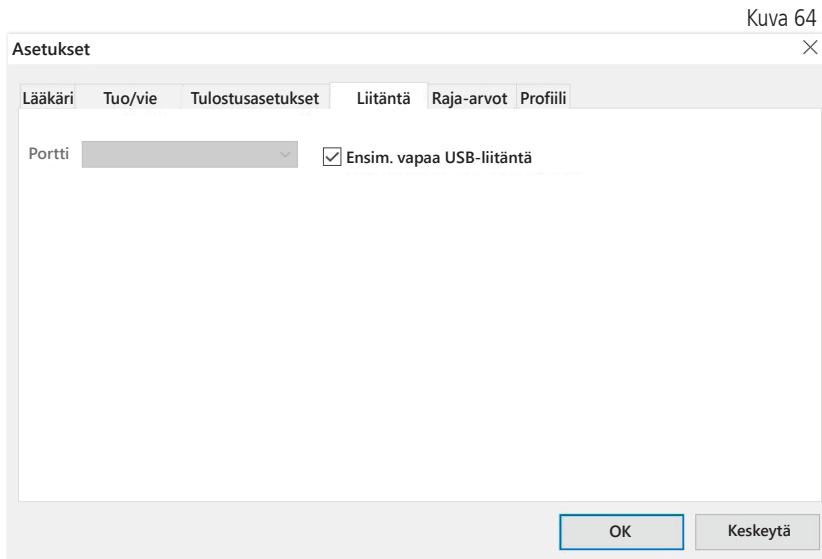 Kuva 64
Asetukset
Lääkäri Tuo/vie Tulostusasetukset Liitäntä Raja-arvot Profiili
Portti Ensim. vapaa USB-liitäntä
OK Keskeytä